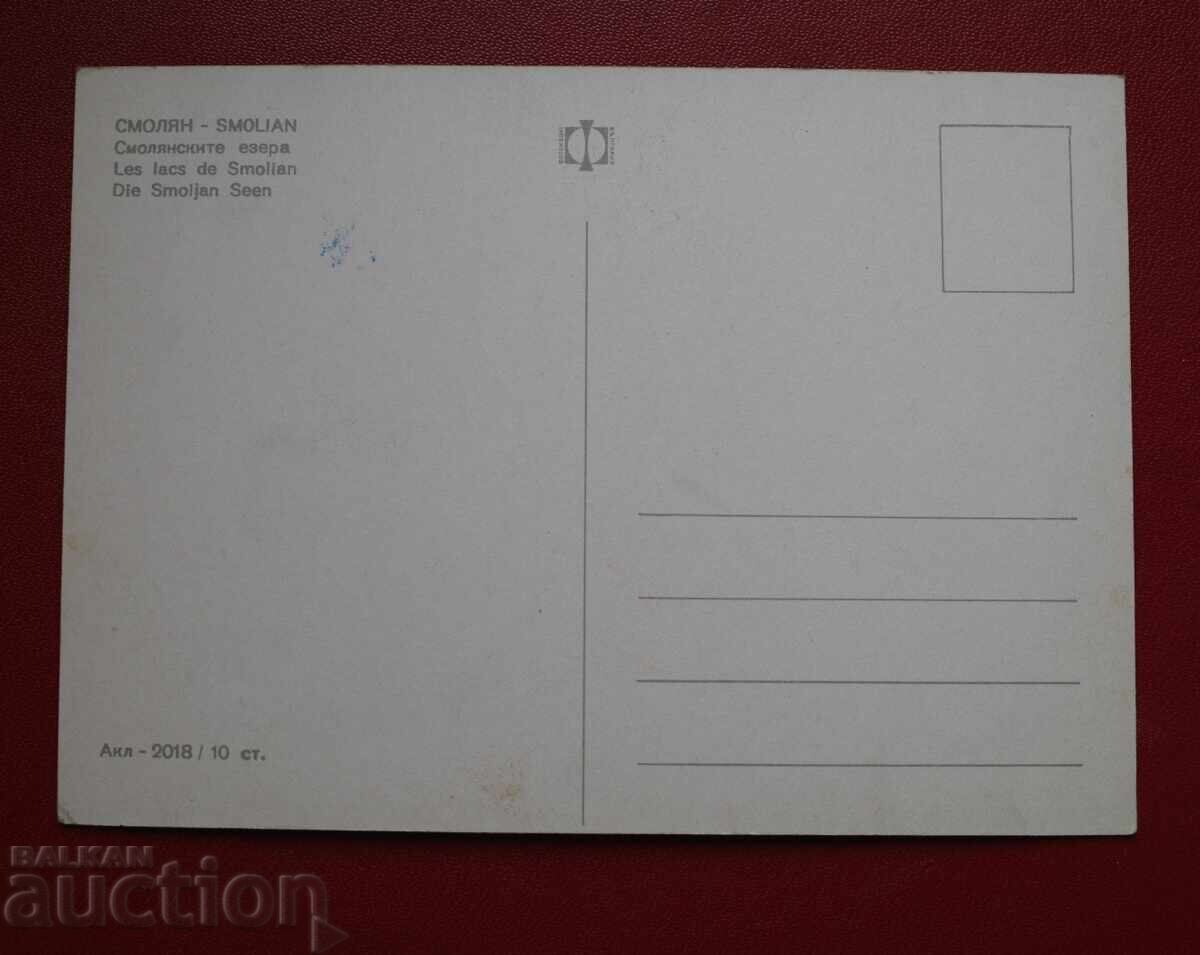 СМОЛЯН - SMOLIAN
Смолянските езера
Les lacs de Smolian
Die Smoljan Seen
Акл - 2018 / 10 ст.
BALKAN
auction